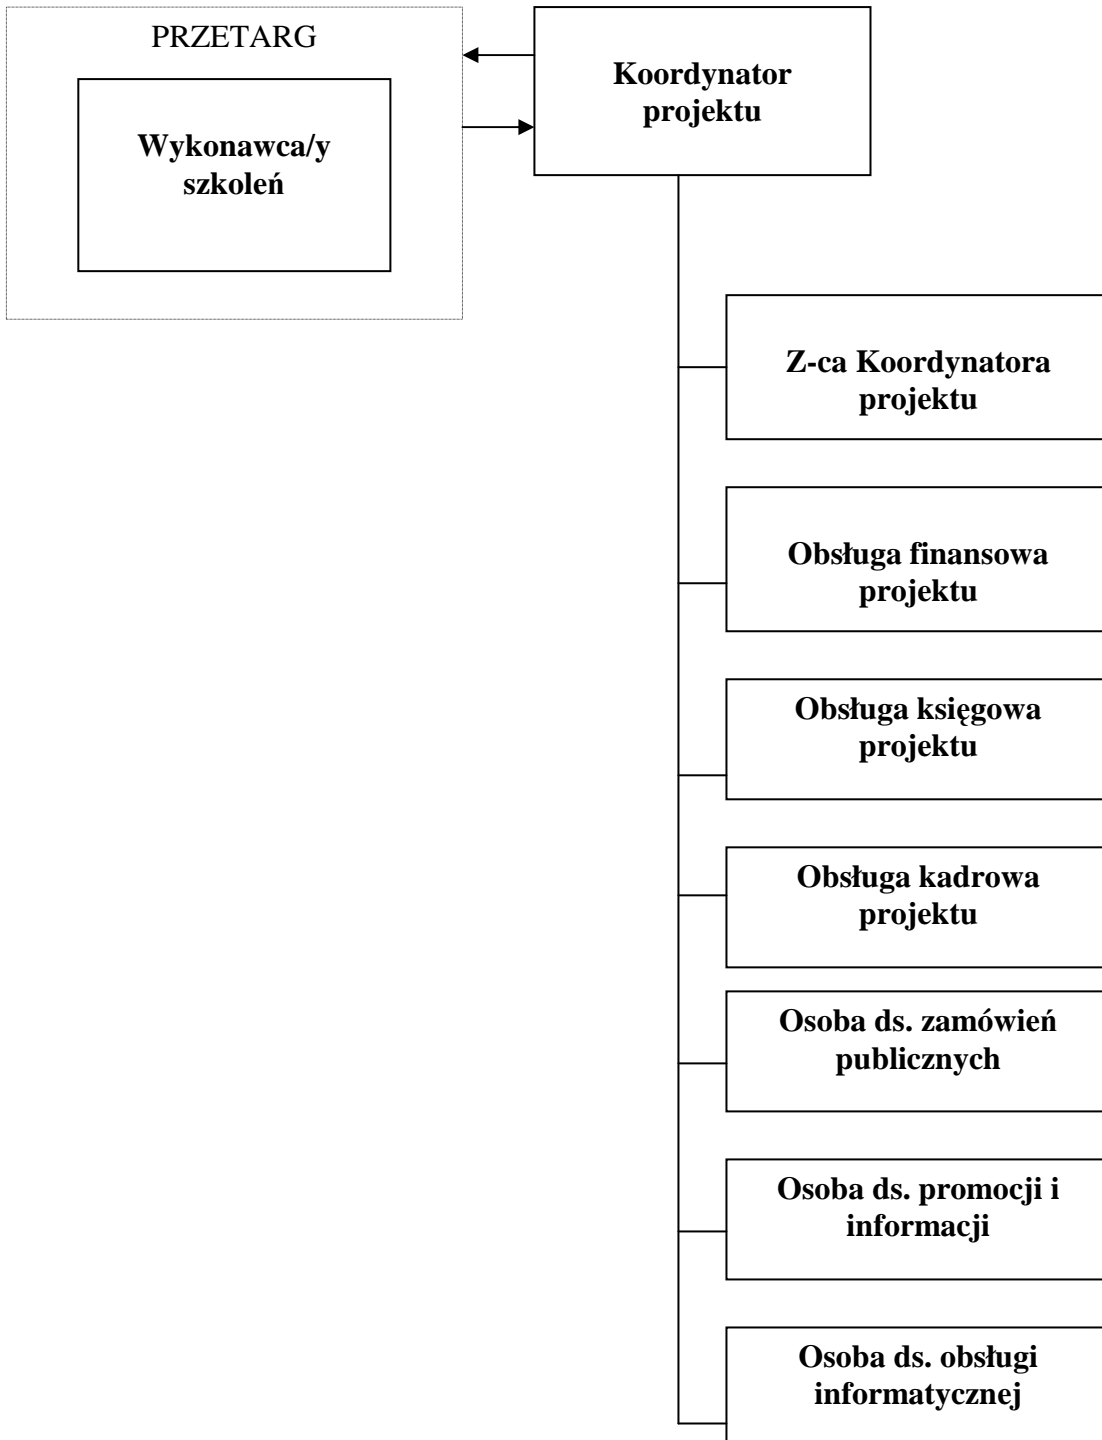 PRZETARG
Wykonawca/y
szkoleń
Koordynator
projektu
Z-ca Koordynatora
projektu
Obsługa finansowa
projektu
Obsługa księgowa
projektu
Obsługa kadrowa
projektu
Osoba ds. zamówień
publicznych
Osoba ds. promocji i
informacji
Osoba ds. obsługi
informatycznej